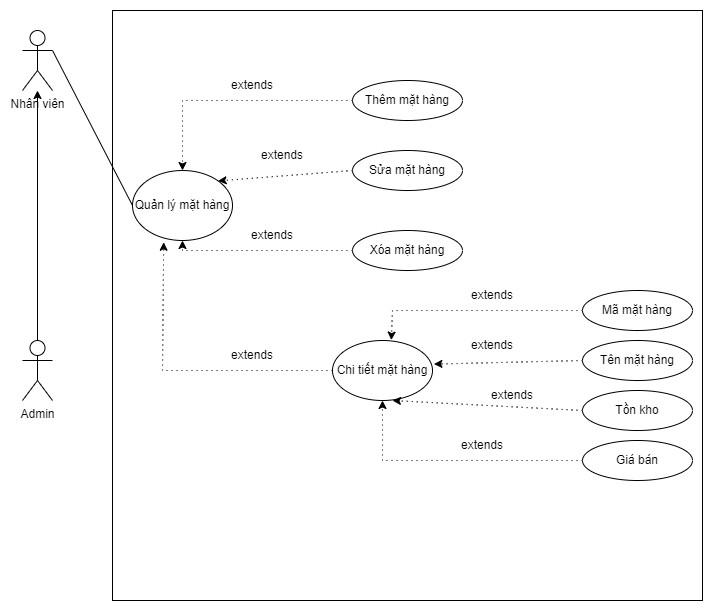 Nhân viên
extends
Thêm mặt hàng
extends
Sửa mặt hàng
Quản lý mặt hàng
extends
Xóa mặt hàng
extends
Mã mặt hàng
extends
Chi tiết mặt hàng
extends
Tên mặt hàng
extends
Tồn kho
extends
Giá bán
Admin